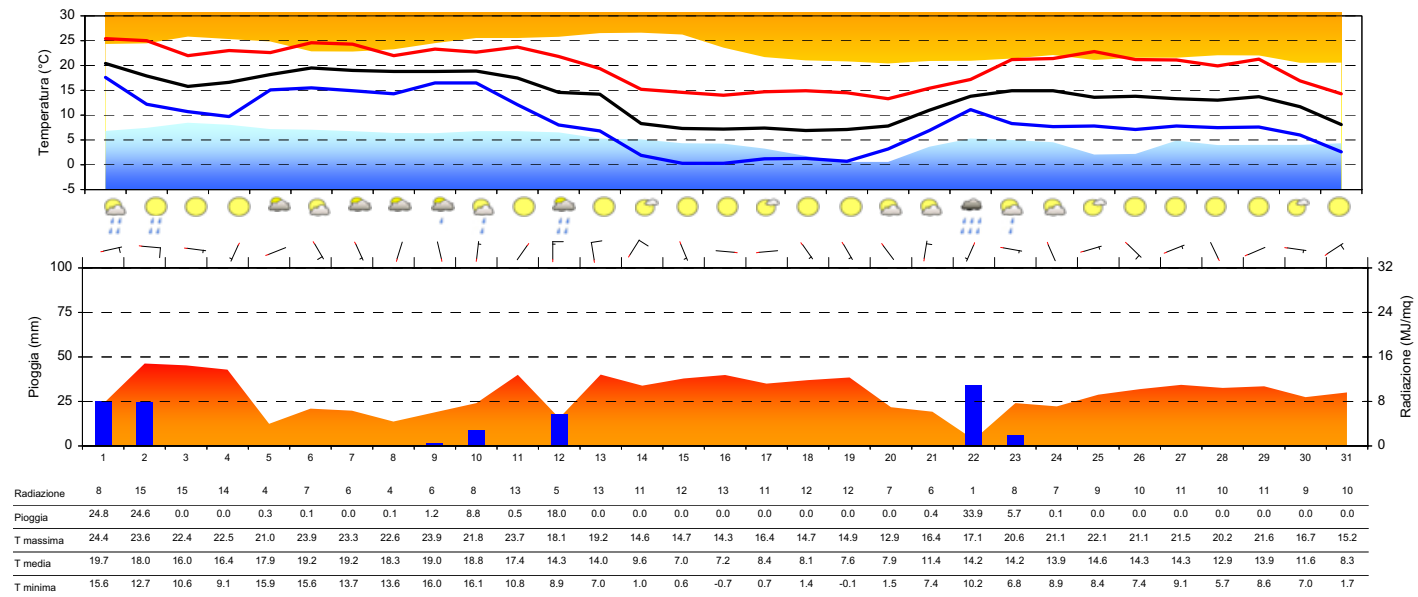 30
25
20
15
10
5
0
-5
Temperatura (°C)
100
75
50
25
0
Pioggia (mm)
32
24
16
8
0
Radiazione (MJ/mq)
1 2 3 4 5 6 7 8 9 10 11 12 13 14 15 16 17 18 19 20 21 22 23 24 25 26 27 28 29 30 31
Radiazione 8 15 15 14 4 7 6 4 6 8 13 5 13 11 12 13 11 12 12 7 6 1 8 7 9 10 11 10 11 9 10
Pioggia 24.8 24.6 0.0 0.0 0.3 0.1 0.0 0.1 1.2 8.8 0.5 18.0 0.0 0.0 0.0 0.0 0.0 0.0 0.0 0.0 0.4 33.9 5.7 0.1 0.0 0.0 0.0 0.0 0.0 0.0 0.0
T massima 24.4 23.6 22.4 22.5 21.0 23.9 23.3 22.6 23.9 21.8 23.7 18.1 19.2 14.6 14.7 14.3 16.4 14.7 14.9 12.9 16.4 17.1 20.6 21.1 22.1 21.1 21.5 20.2 21.6 16.7 15.2
T media 19.7 18.0 16.0 16.4 17.9 19.2 19.2 18.3 19.0 18.8 17.4 14.3 14.0 9.6 7.0 7.2 8.4 8.1 7.6 7.9 11.4 14.2 14.2 13.9 14.6 14.3 14.3 12.9 13.9 11.6 8.3
T minima 15.6 12.7 10.6 9.1 15.9 15.6 13.7 13.6 16.0 16.1 10.8 8.9 7.0 1.0 0.6 -0.7 0.7 1.4 -0.1 1.5 7.4 10.2 6.8 8.9 8.4 7.4 9.1 5.7 8.6 7.0 1.7